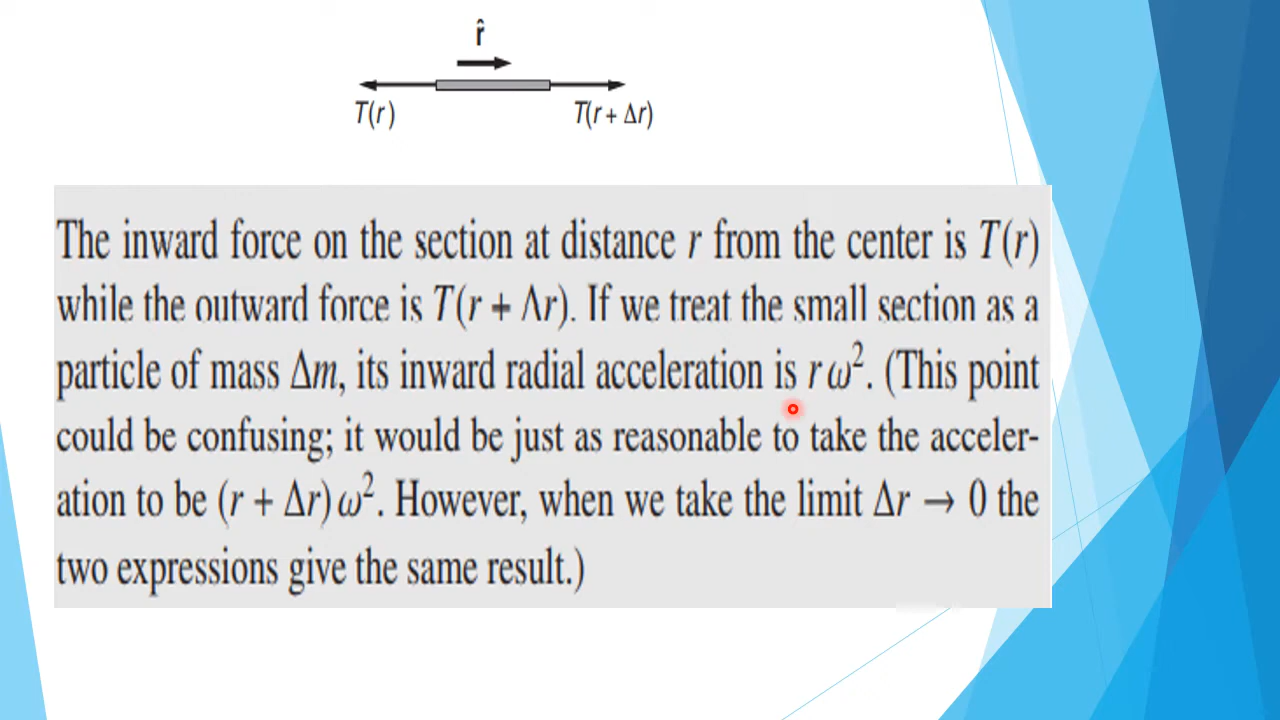 r̂
T(r) T(r + Δr)
The inward force on the section at distance r from the center is T(r)
while the outward force is T(r + Λr). If we treat the small section as a
particle of mass Δm, its inward radial acceleration is rω². (This point
could be confusing; it would be just as reasonable to take the acceler-
ation to be (r + Δr)ω². However, when we take the limit Δr → 0 the
two expressions give the same result.)